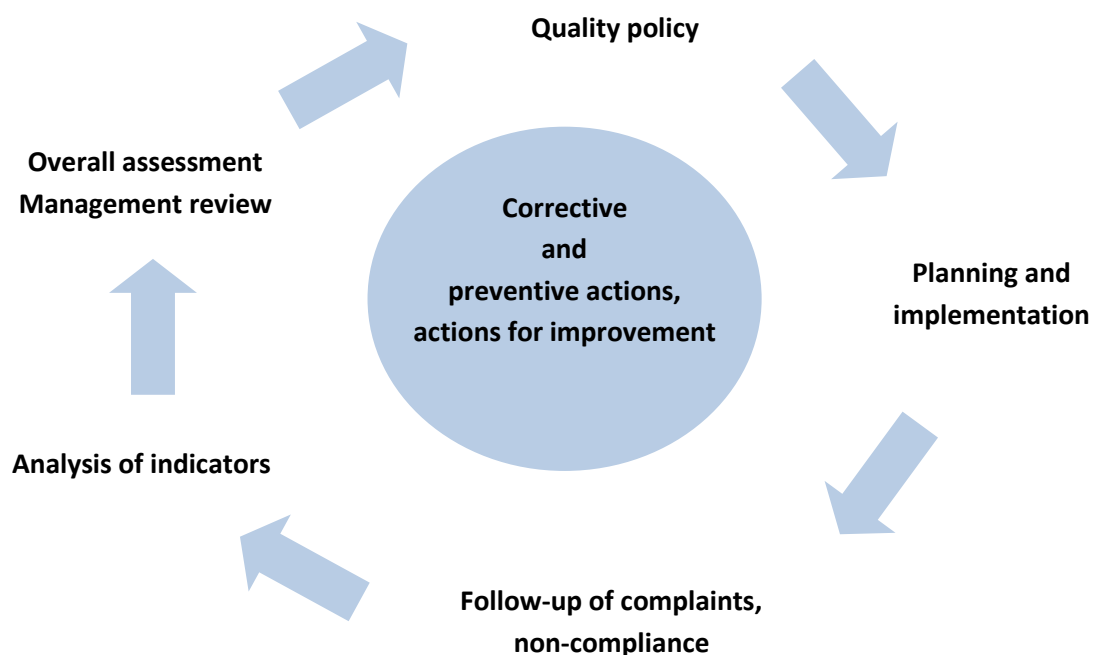 Quality policy
Overall assessment
Management review
Corrective
and
preventive actions,
actions for improvement
Planning and
implementation
Analysis of indicators
Follow-up of complaints,
non-compliance